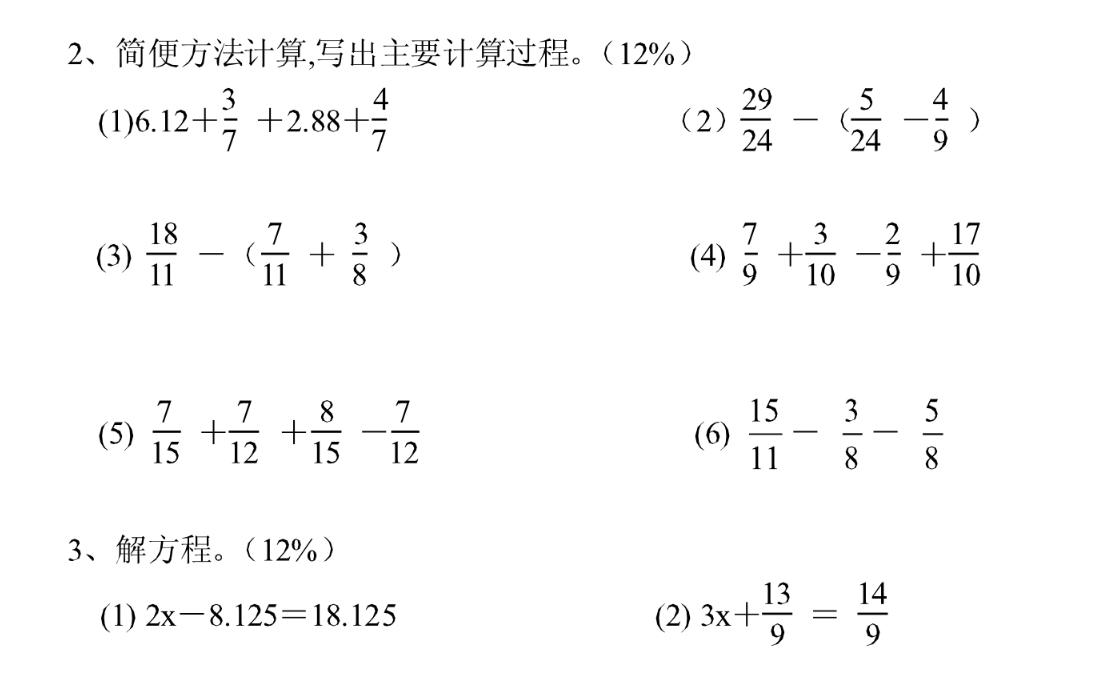 2、简便方法计算,写出主要计算过程。（12%）
(1)6.12＋3/7 ＋2.88＋4/7 （2）29/24 －（5/24 －4/9 ）
(3) 18/11 －（7/11 ＋ 3/8 ） (4) 7/9 ＋3/10 －2/9 ＋17/10
(5) 7/15 ＋7/12 ＋8/15 －7/12 (6) 15/11－ 3/8－ 5/8
3、解方程。（12%）
(1) 2x－8.125＝18.125 (2) 3x＋13/9 ＝ 14/9